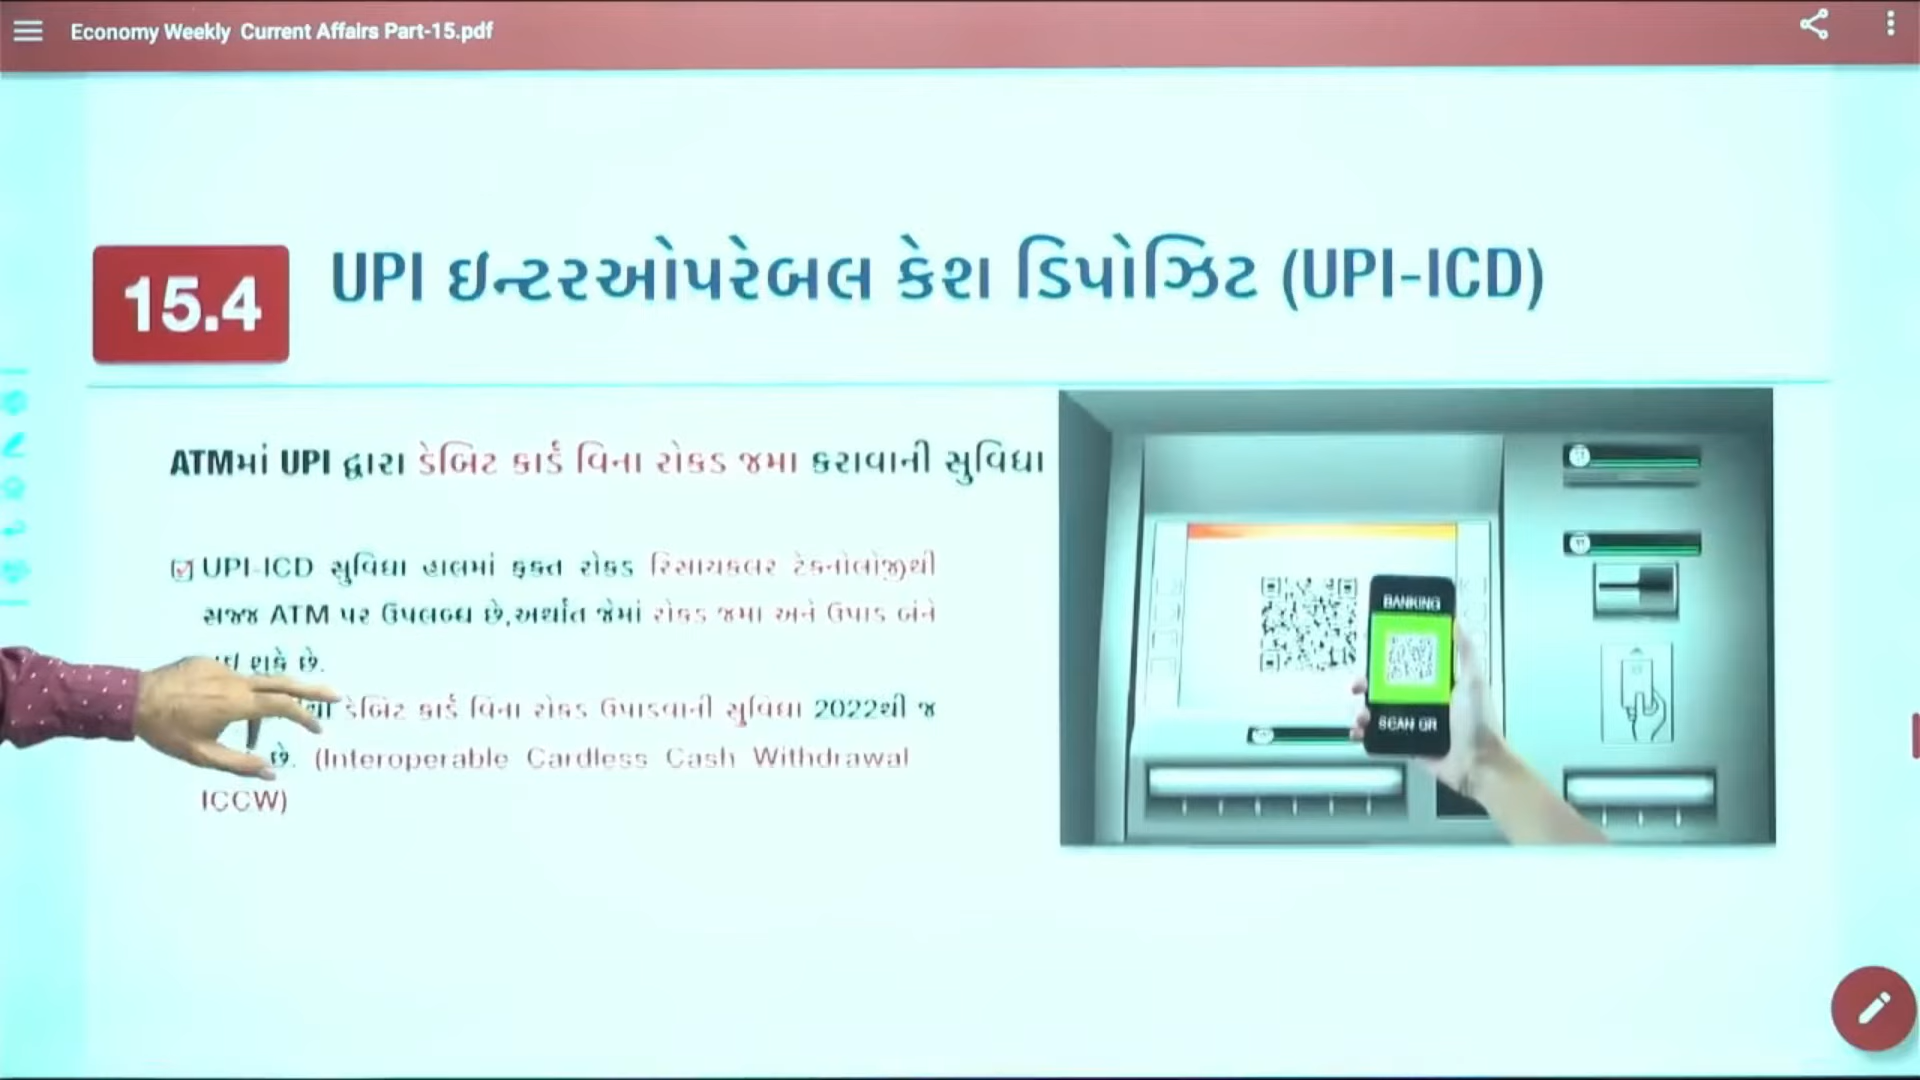 Economy Weekly Current Affairs Part-15.pdf
15.4
UPI ઇન્ટરઓપરેબલ કેશ ડિપોઝિટ (UPI-ICD)
ATMમાં UPI દ્વારા ડેબિટ કાર્ડ વિના રોકડ જમા કરાવાની સુવિધા
UPI-ICD સુવિધા હાલમાં ફક્ત રોકડ રિસાયકલર ટેકનોલોજીથી
સજ્જ ATM પર ઉપલબ્ધ છે,અર્થાત જેમાં રોકડ જમા અને ઉપાડ બંને
શકે છે.
ડેબિટ કાર્ડ વિના રોકડ ઉપાડવાની સુવિધા 2022થી જ
છે. (Interoperable Cardless Cash Withdrawal
ICCW)
BANKING
SCAN QR